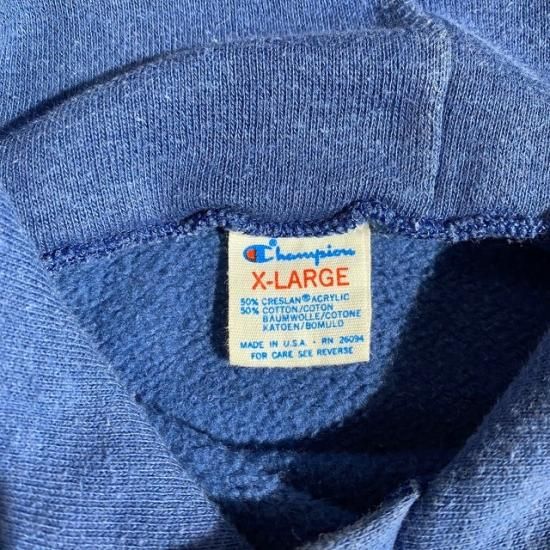 Champion
X-LARGE
50% CRESLAN® ACRYLIC
50% COTTON/COTON
BAUMWOLLE/COTONE
KATOEN/BOMULD
MADE IN U.S.A. · RN 26094
FOR CARE SEE REVERSE